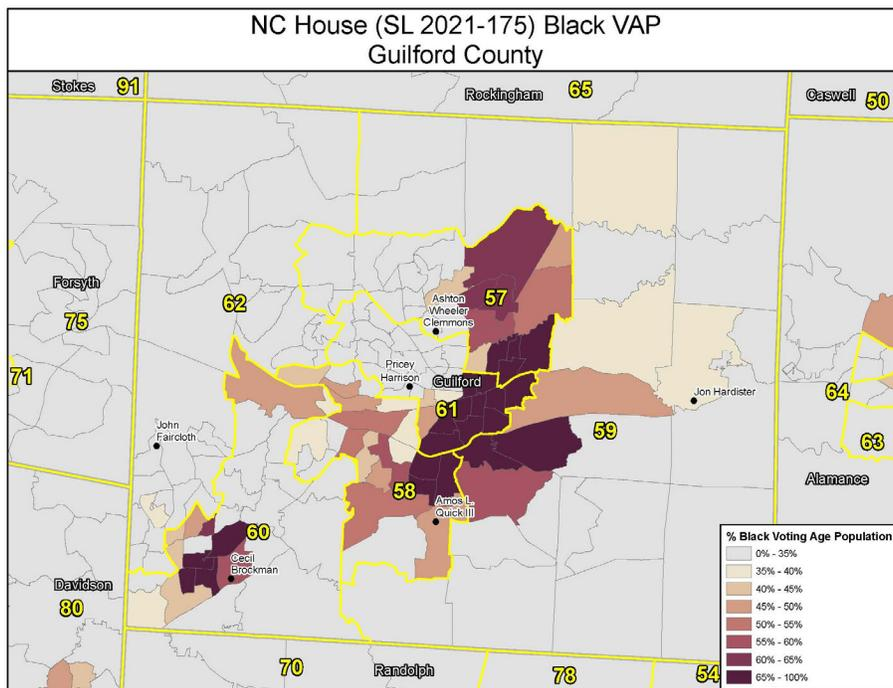 NC House (SL 2021-175) Black VAP
Guilford County
Stokes
91
Rockingham
65
Caswell
50
Forsyth
75
62
57
Ashton
Wheeler
Clemmons
71
Pricey
Harrison
Guilford
61
Jon Hardister
64
John
Faircloth
59
63
Alamance
58
Amos L.
Quick III
60
Cecil
Brockman
Davidson
80
70
Randolph
78
54
% Black Voting Age Population
0% - 35%
35% - 40%
40% - 45%
45% - 50%
50% - 55%
55% - 60%
60% - 65%
65% - 100%